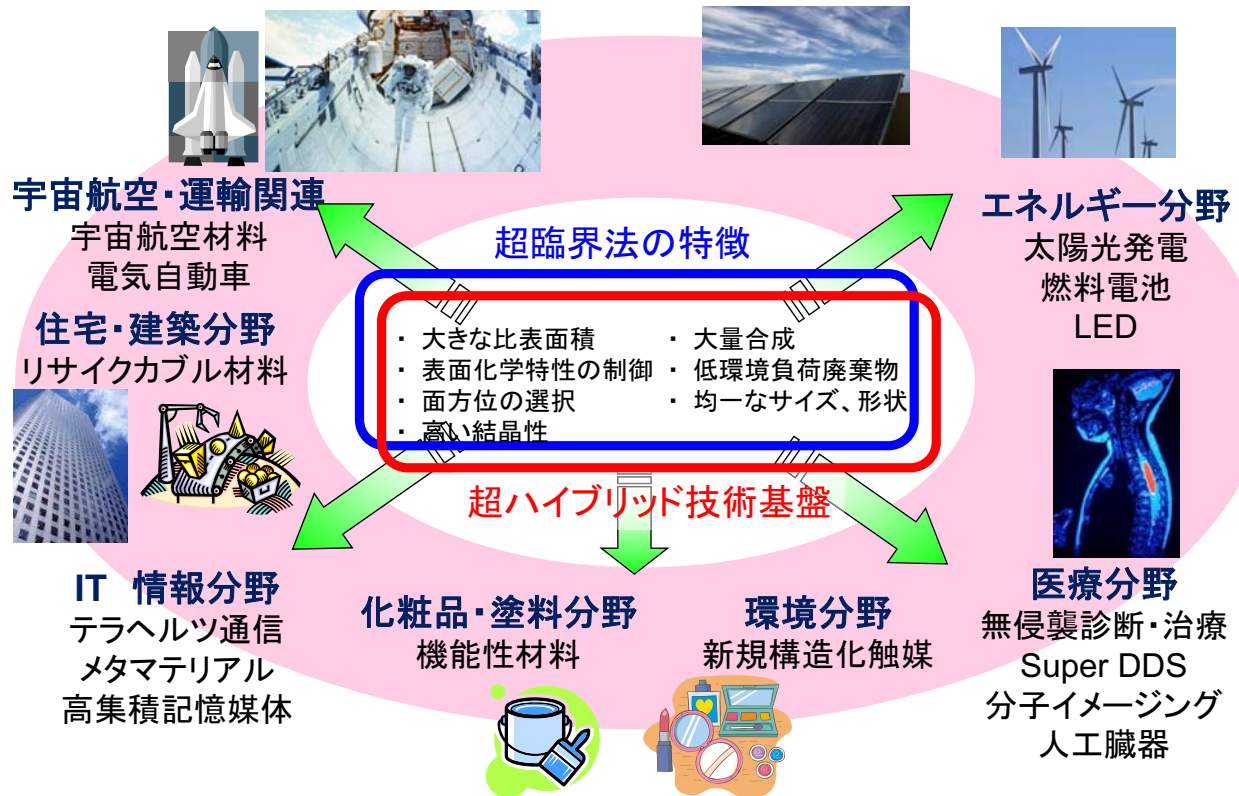 宇宙航空・運輸関連
宇宙航空材料
電気自動車
住宅・建築分野
リサイクカブル材料
エネルギー分野
太陽光発電
燃料電池
LED
超臨界法の特徴
・ 大きな比表面積
・ 表面化学特性の制御
・ 面方位の選択
・ 高い結晶性
・ 大量合成
・ 低環境負荷廃棄物
・ 均一なサイズ、形状
超ハイブリッド技術基盤
IT 情報分野
テラヘルツ通信
メタマテリアル
高集積記憶媒体
化粧品・塗料分野
機能性材料
環境分野
新規構造化触媒
医療分野
無侵襲診断・治療
Super DDS
分子イメージング
人工臓器